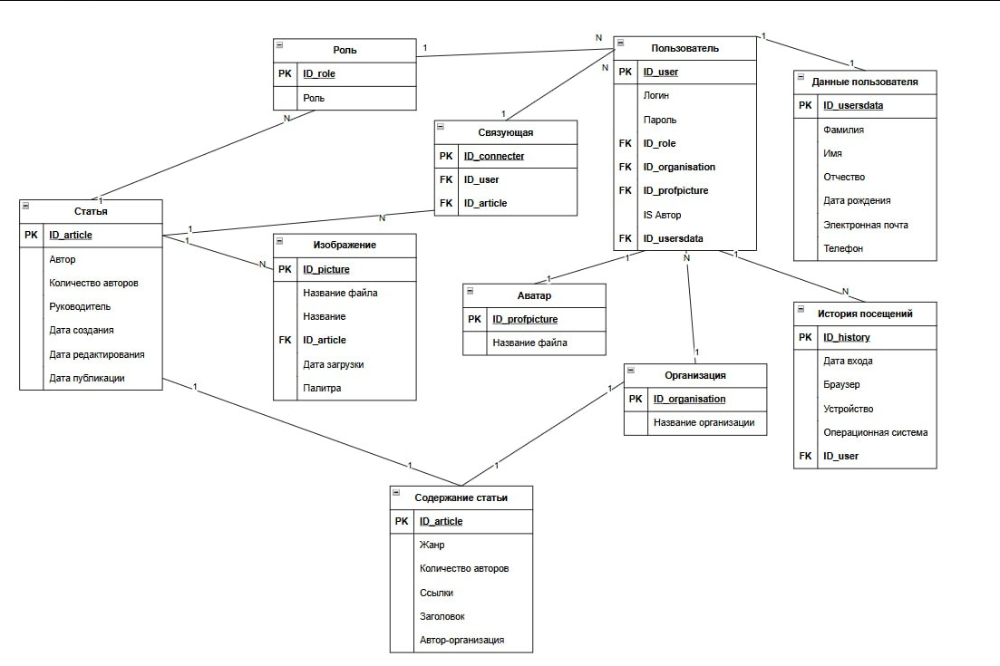 Роль
PK ID_role
Роль
Пользователь
PK ID_user
Логин
Пароль
FK ID_role
FK ID_organisation
FK ID_profpicture
IS Автор
FK ID_usersdata
Данные пользователя
PK ID_usersdata
Фамилия
Имя
Отчество
Дата рождения
Электронная почта
Телефон
Связующая
PK ID_connecter
FK ID_user
FK ID_article
Статья
PK ID_article
Автор
Количество авторов
Руководитель
Дата создания
Дата редактирования
Дата публикации
Изображение
PK ID_picture
Название файла
Название
FK ID_article
Дата загрузки
Палитра
Аватар
PK ID_profpicture
Название файла
Организация
PK ID_organisation
Название организации
История посещений
PK ID_history
Дата входа
Браузер
Устройство
Операционная система
FK ID_user
Содержание статьи
PK ID_article
Жанр
Количество авторов
Ссылки
Заголовок
Автор-организация
1
N
1
1
N
1
N
1
1
N
1
N
1
1
N
1
1
N
1
1
1
1